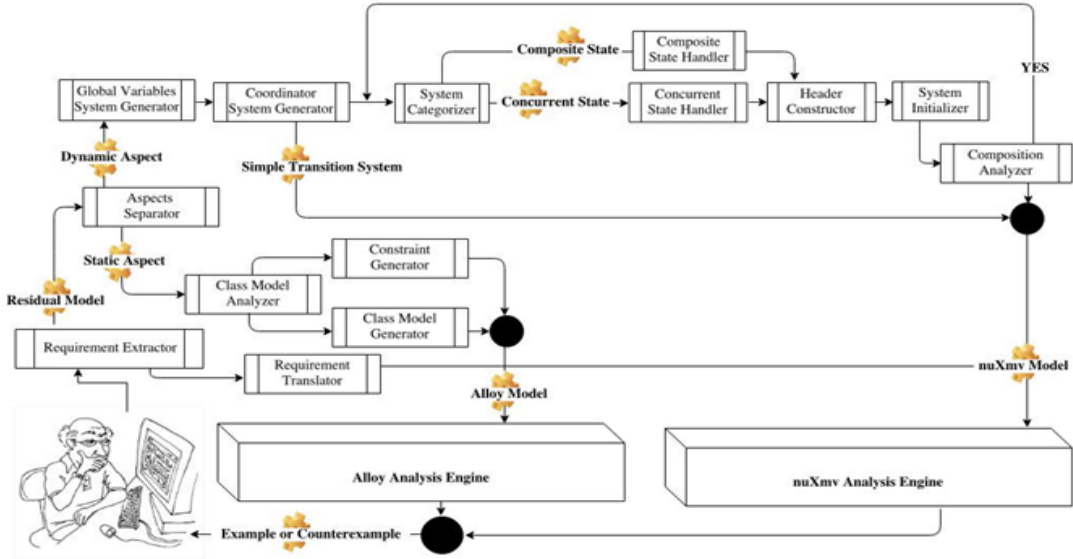 Composite State
Composite
State Handler
YES
Global Variables
System Generator
Coordinator
System Generator
System
Categorizer
Concurrent State
Concurrent
State Handler
Header
Constructor
System
Initializer
Dynamic Aspect
Simple Transition System
Composition
Analyzer
Aspects
Separator
Static Aspect
Constraint
Generator
Class Model
Analyzer
Residual Model
Class Model
Generator
Requirement Extractor
Requirement
Translator
Alloy Model
nuXmv Model
Alloy Analysis Engine
nuXmv Analysis Engine
Example or Counterexample